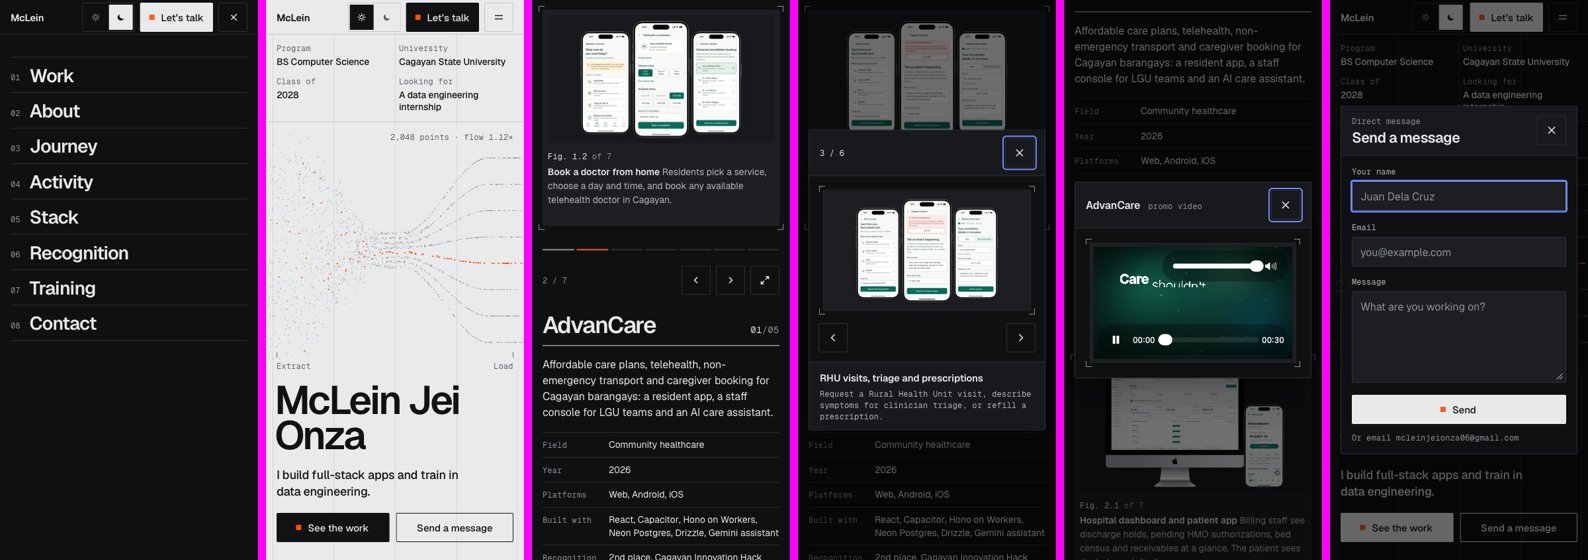 McLein
Let's talk
01 Work
02 About
03 Journey
04 Activity
05 Stack
06 Recognition
07 Training
08 Contact
McLein
Let's talk
Program
BS Computer Science
University
Cagayan State University
Class of
2028
Looking for
A data engineering
internship
2,048 points · flow 1.12×
Extract
Load
McLein Jei
Onza
I build full-stack apps and train in
data engineering.
See the work
Send a message
Fig. 1.2 of 7
Book a doctor from home Residents pick a service,
choose a day and time, and book any available
telehealth doctor in Cagayan.
2 / 7
AdvanCare
01/05
Affordable care plans, telehealth, non-
emergency transport and caregiver booking for
Cagayan barangays: a resident app, a staff
console for LGU teams and an AI care assistant.
Field Community healthcare
Year 2026
Platforms Web, Android, iOS
Built with React, Capacitor, Hono on Workers,
Neon Postgres, Drizzle, Gemini assistant
Recognition 2nd place, Cagayan Innovation Hack
3 / 6
RHU visits, triage and prescriptions
Request a Rural Health Unit visit, describe
symptoms for clinician triage, or refill a
prescription.
Field Community healthcare
Year 2026
Platforms Web, Android, iOS
Built with React, Capacitor, Hono on Workers,
Neon Postgres, Drizzle, Gemini assistant
Recognition 2nd place, Cagayan Innovation Hack
Affordable care plans, telehealth, non-
emergency transport and caregiver booking for
Cagayan barangays: a resident app, a staff
console for LGU teams and an AI care assistant.
Field Community healthcare
Year 2026
Platforms Web, Android, iOS
AdvanCare promo video
Care shouldn't
00:00
00:30
Fig. 2.1 of 7
Hospital dashboard and patient app Billing staff see
discharge holds, pending HMO authorizations, bed
census and receivables at a glance. The patient sees
McLein
Let's talk
Program
BS Computer Science
University
Cagayan State University
Class of
2028
Looking for
A data engineering
internship
Direct message
Send a message
Your name
Juan Dela Cruz
Email
you@example.com
Message
What are you working on?
Send
Or email mcleinjeionza06@gmail.com
I build full-stack apps and train in
data engineering.
See the work
Send a message